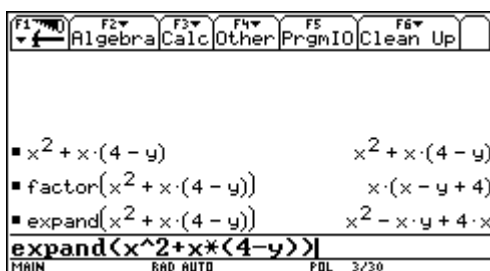 F1 F2 Algebra F3 Calc F4 Other F5 PrgmIO F6 Clean Up
▪ x² + x·(4 - y) x² + x·(4 - y)
▪ factor(x² + x·(4 - y)) x·(x - y + 4)
▪ expand(x² + x·(4 - y)) x² - x·y + 4·x
expand(x^2+x*(4-y))
MAIN RAD AUTO POL 3/30